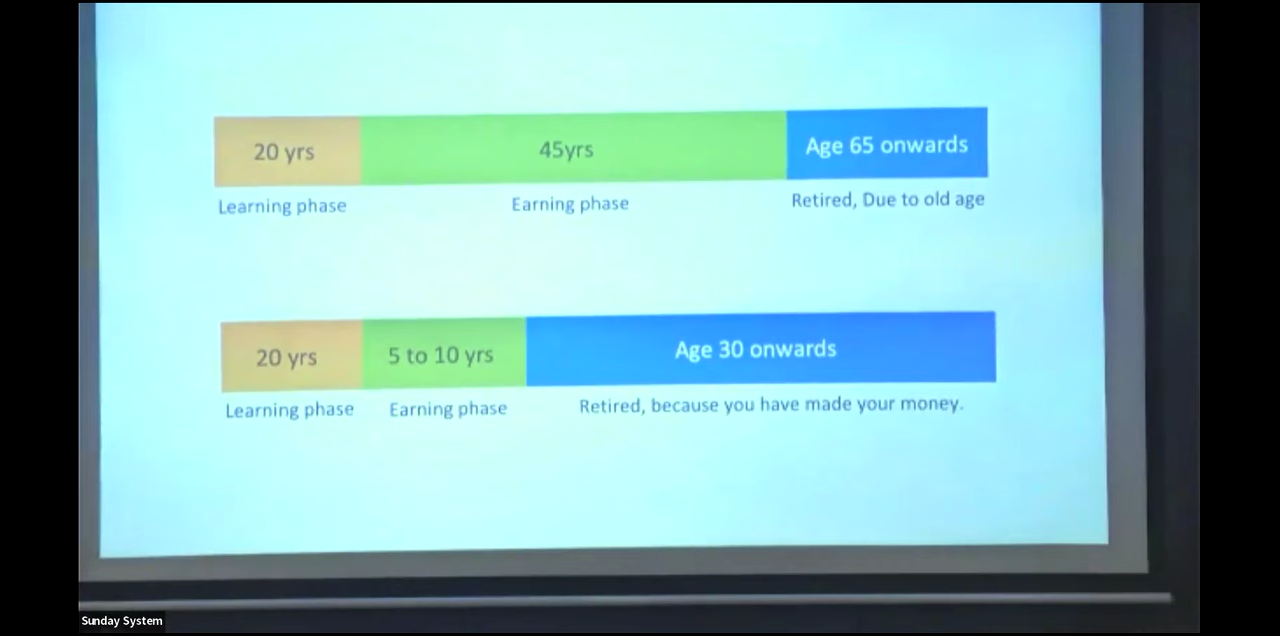 20 yrs
45yrs
Age 65 onwards
Learning phase
Earning phase
Retired, Due to old age
20 yrs
5 to 10 yrs
Age 30 onwards
Learning phase
Earning phase
Retired, because you have made your money.
Sunday System